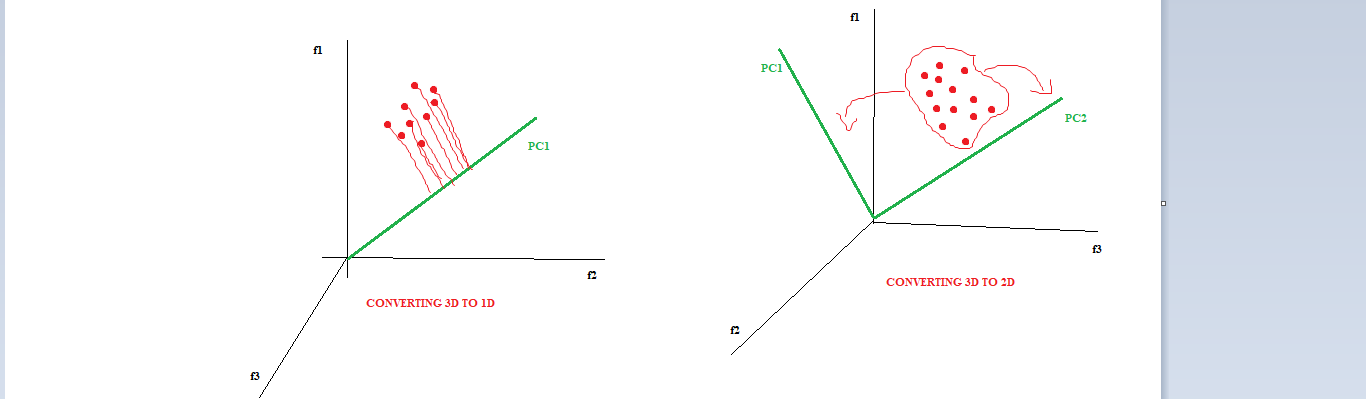 f1
PC1
f2
CONVERTING 3D TO 1D
f3
f1
PC1
PC2
f3
CONVERTING 3D TO 2D
f2